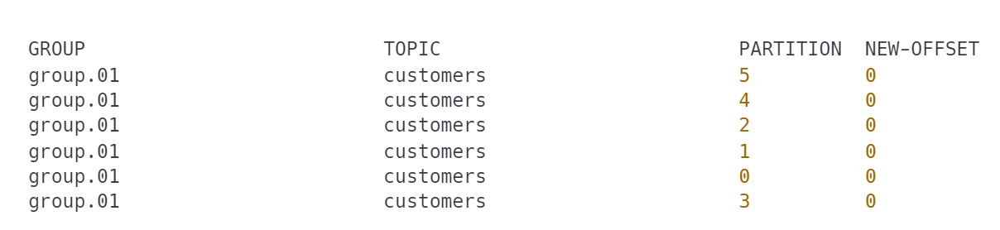 GROUP TOPIC PARTITION NEW-OFFSET
group.01 customers 5 0
group.01 customers 4 0
group.01 customers 2 0
group.01 customers 1 0
group.01 customers 0 0
group.01 customers 3 0